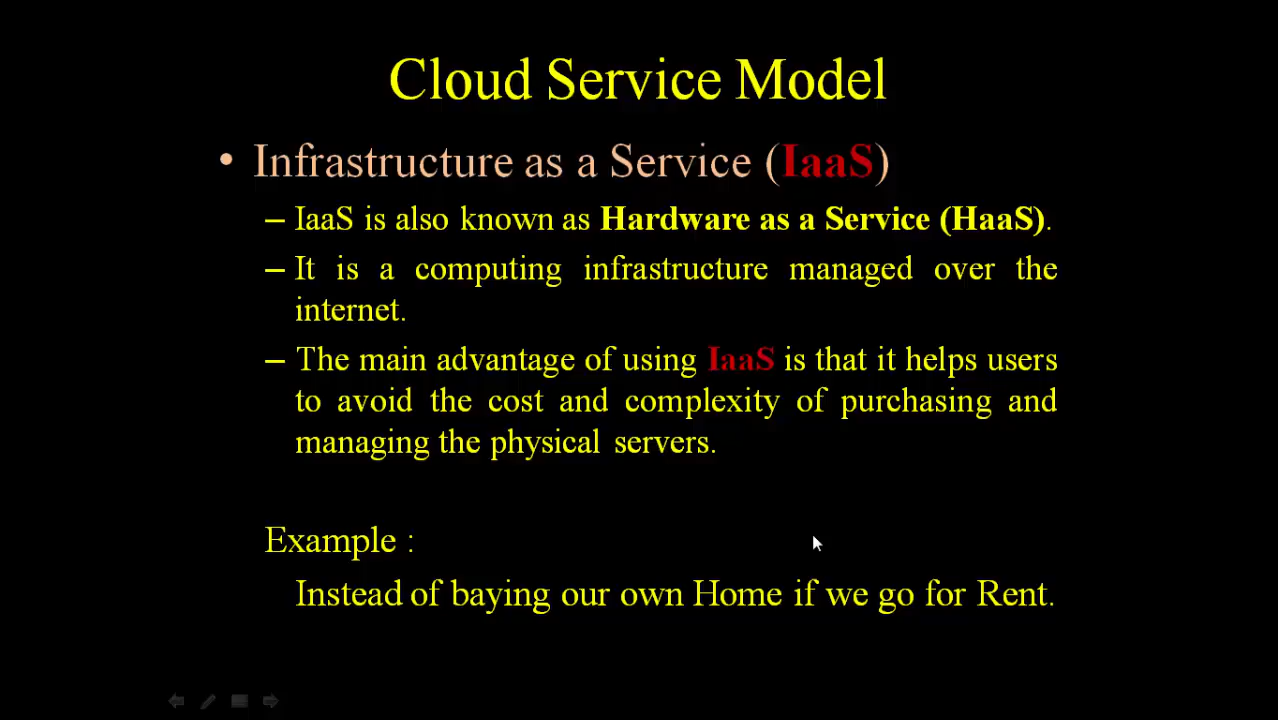 Cloud Service Model
• Infrastructure as a Service (IaaS)
– IaaS is also known as Hardware as a Service (HaaS).
– It is a computing infrastructure managed over the
internet.
– The main advantage of using IaaS is that it helps users
to avoid the cost and complexity of purchasing and
managing the physical servers.
Example :
Instead of baying our own Home if we go for Rent.